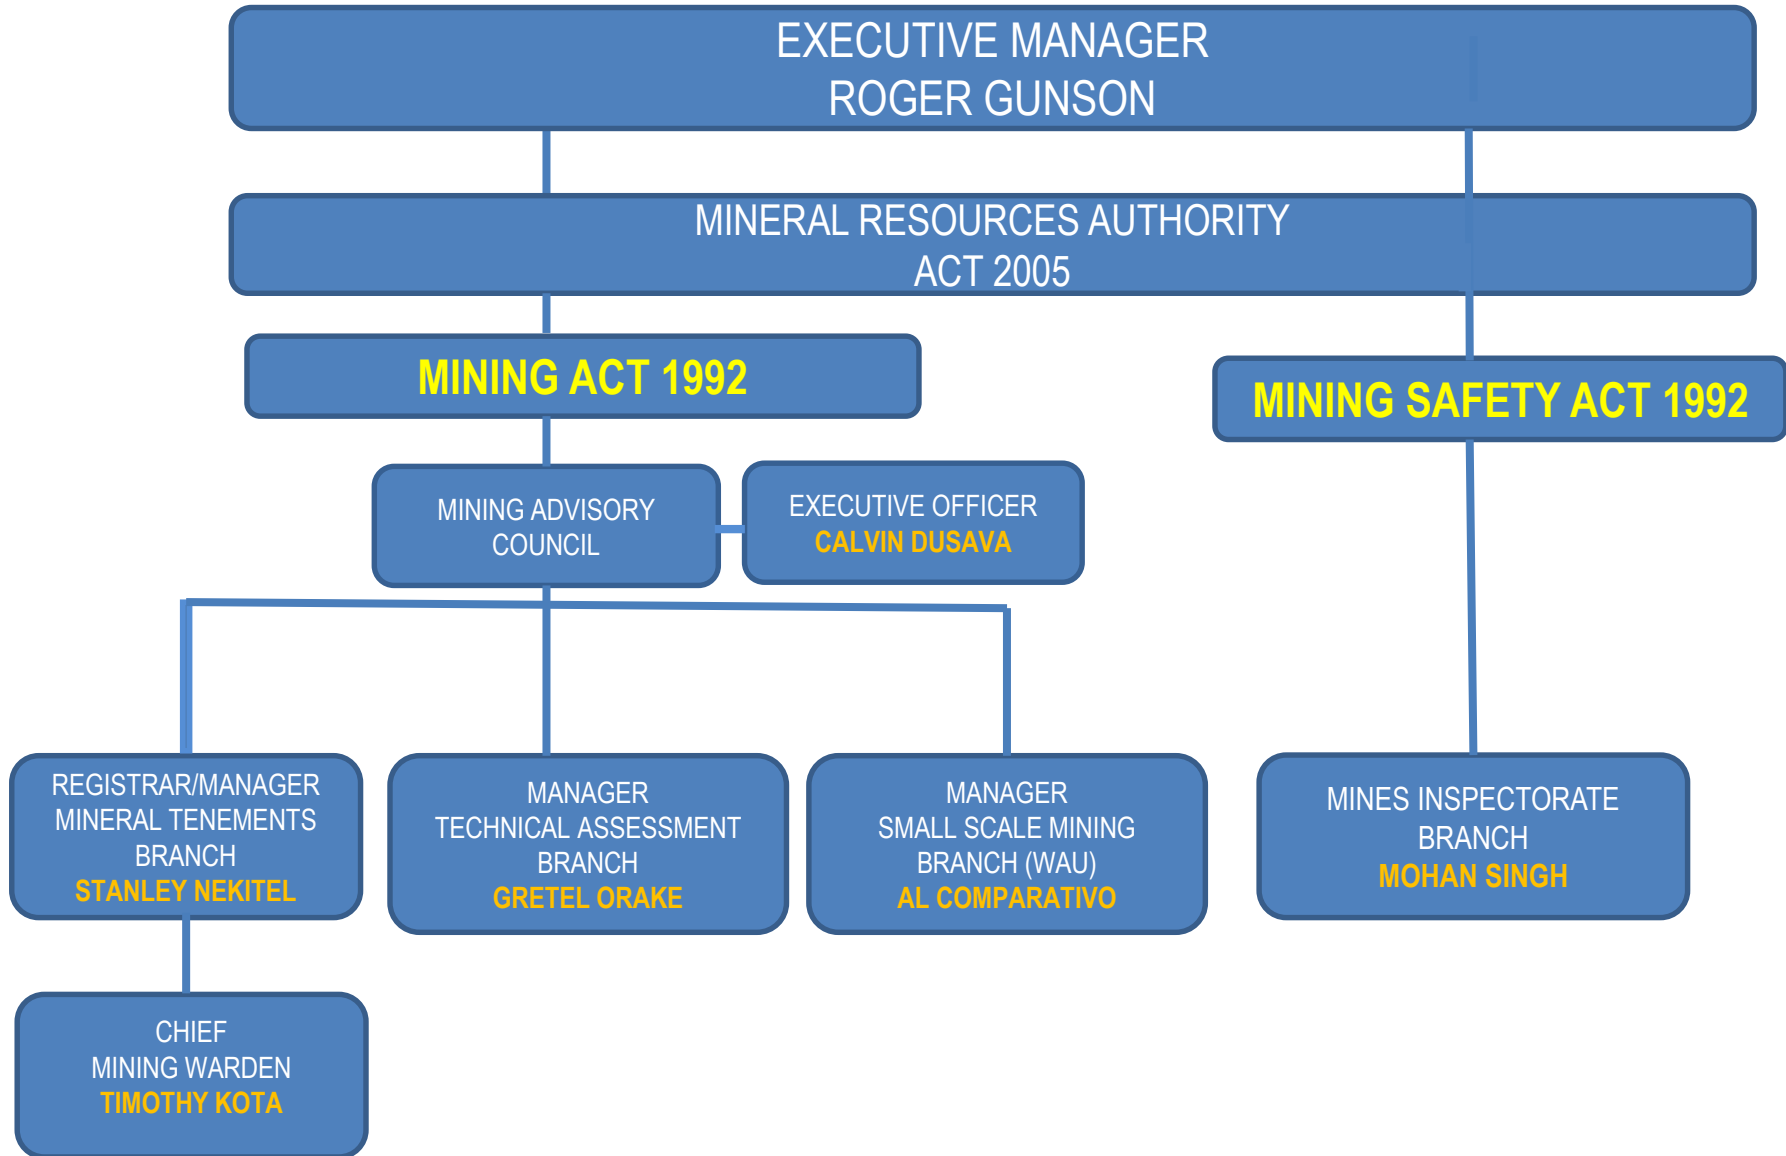 EXECUTIVE MANAGER
ROGER GUNSON
MINERAL RESOURCES AUTHORITY
ACT 2005
MINING ACT 1992
MINING SAFETY ACT 1992
MINING ADVISORY
COUNCIL
EXECUTIVE OFFICER
CALVIN DUSAVA
REGISTRAR/MANAGER
MINERAL TENEMENTS
BRANCH
STANLEY NEKITEL
MANAGER
TECHNICAL ASSESSMENT
BRANCH
GRETEL ORAKE
MANAGER
SMALL SCALE MINING
BRANCH (WAU)
AL COMPARATIVO
MINES INSPECTORATE
BRANCH
MOHAN SINGH
CHIEF
MINING WARDEN
TIMOTHY KOTA